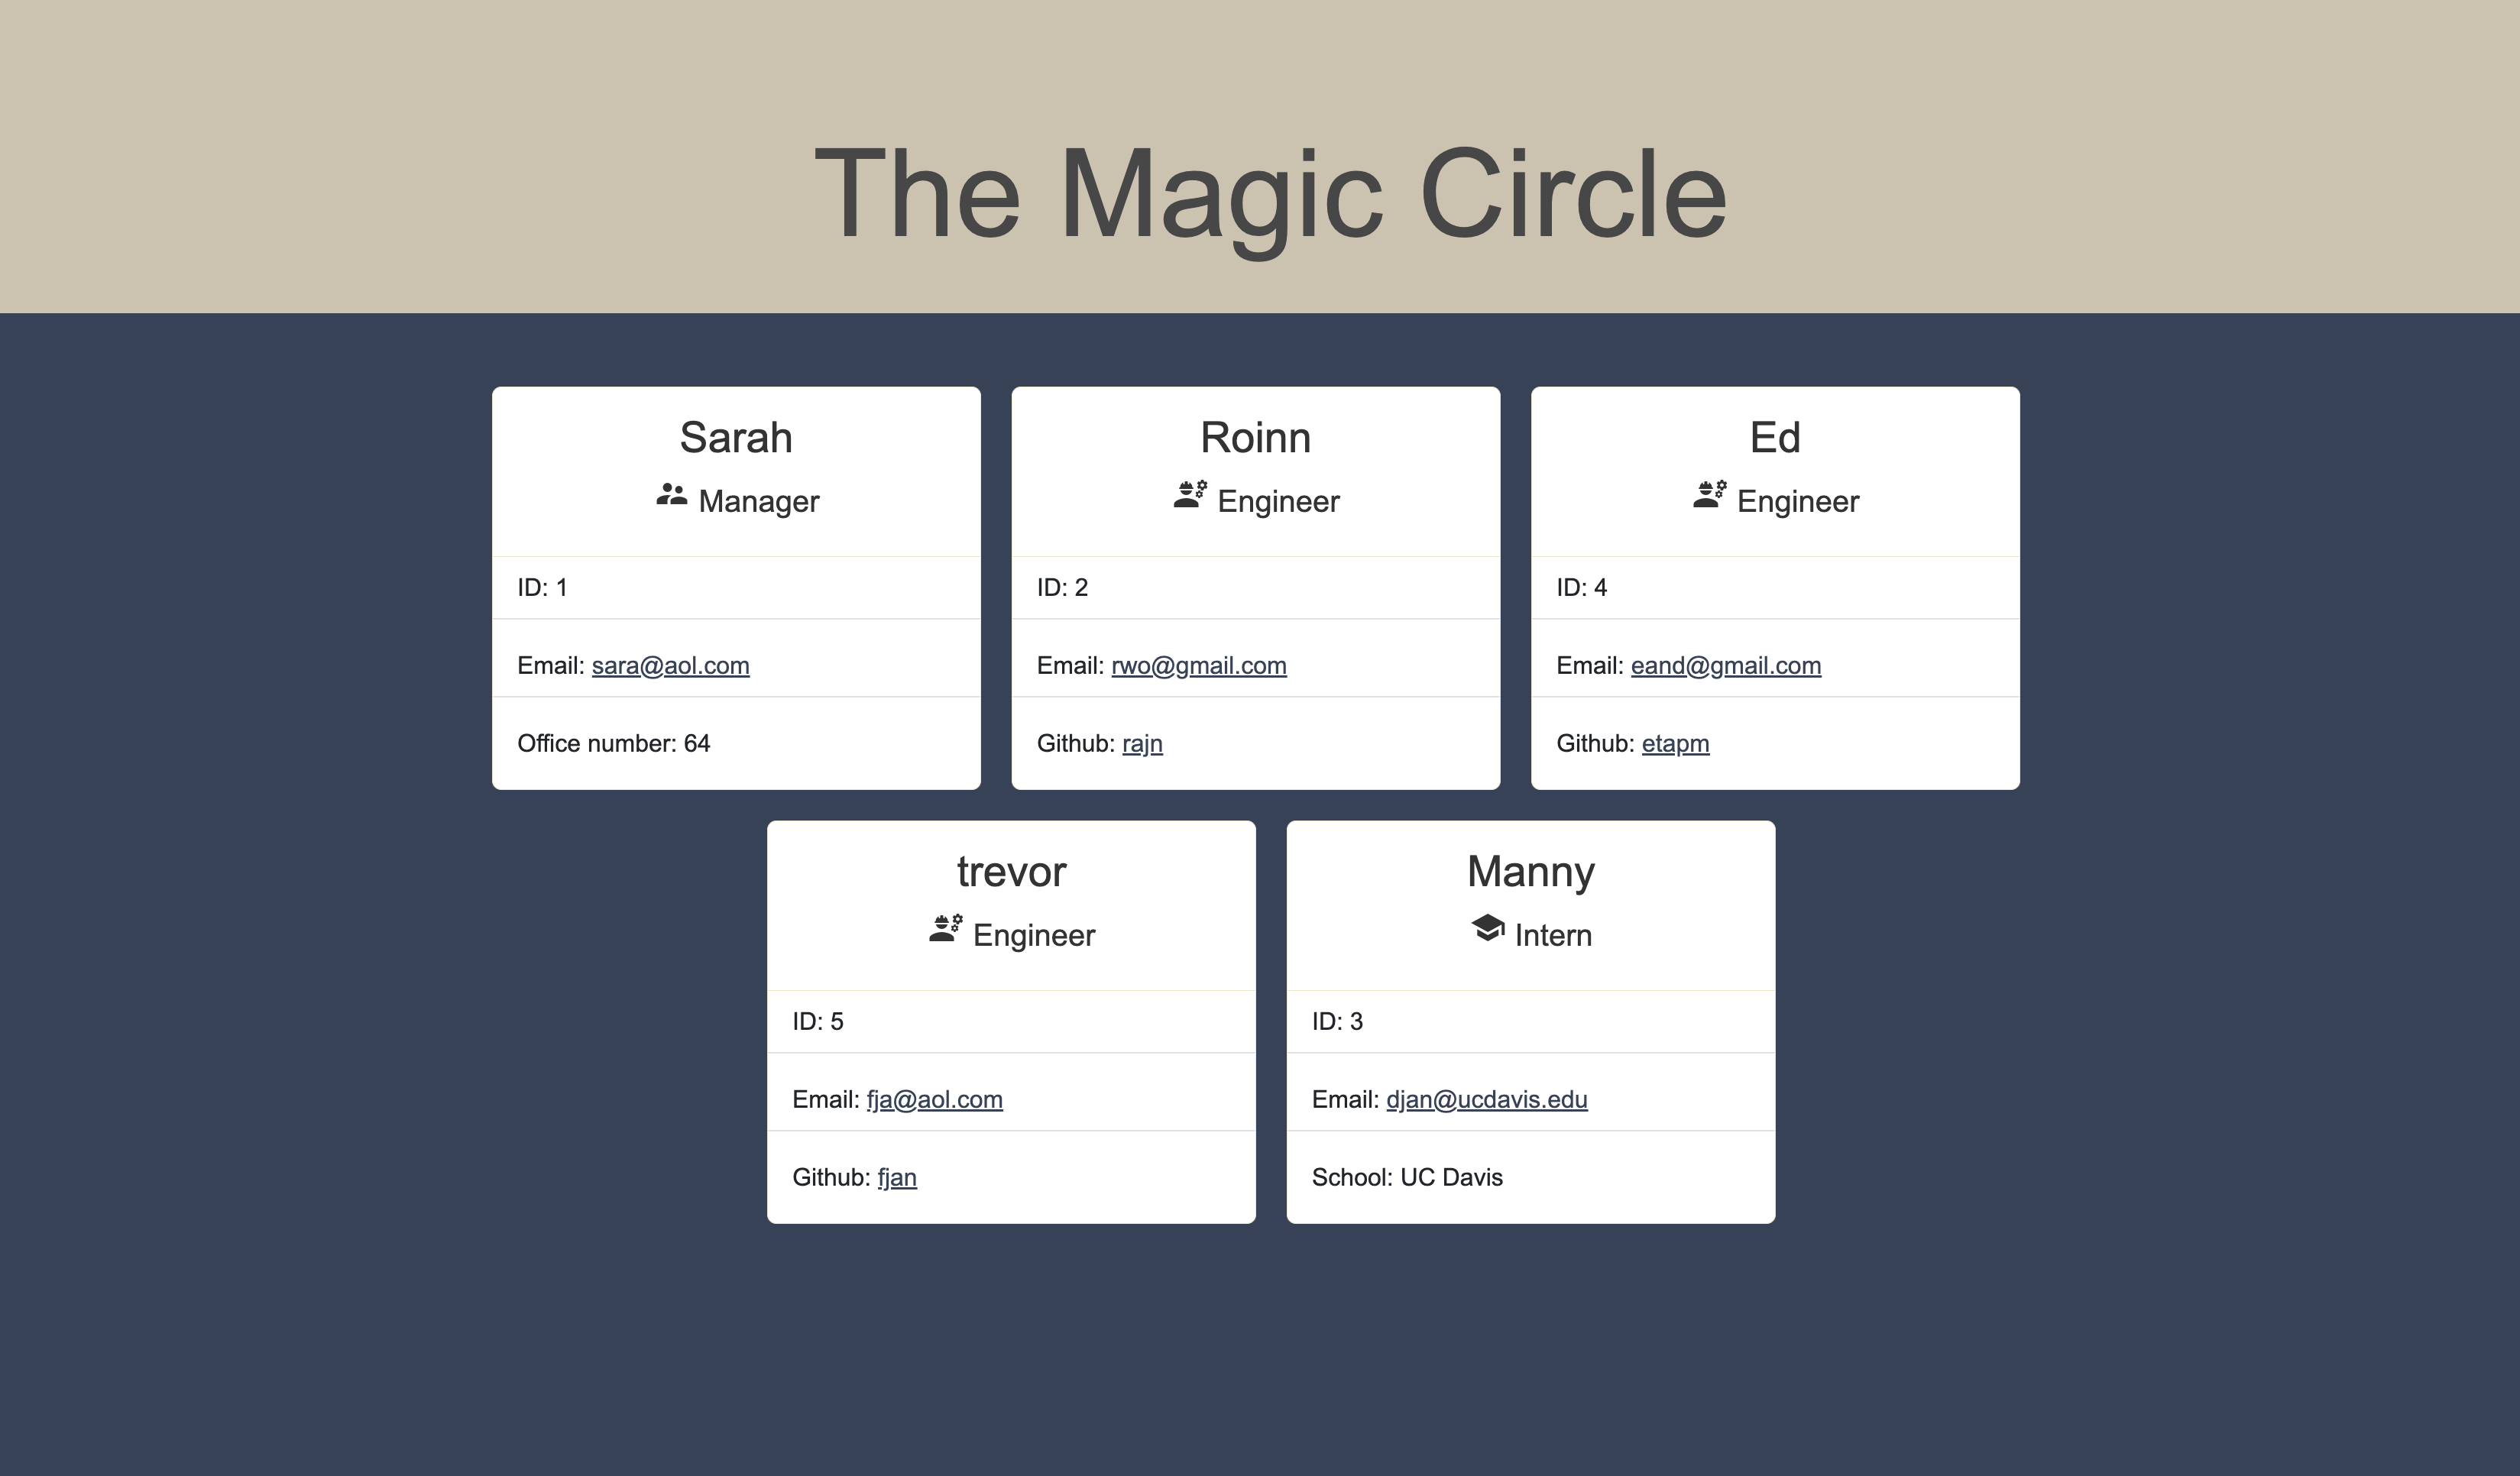 The Magic Circle
Sarah
Manager
ID: 1
Email: sara@aol.com
Office number: 64
Roinn
Engineer
ID: 2
Email: rwo@gmail.com
Github: rajn
Ed
Engineer
ID: 4
Email: eand@gmail.com
Github: etapm
trevor
Engineer
ID: 5
Email: fja@aol.com
Github: fjan
Manny
Intern
ID: 3
Email: djan@ucdavis.edu
School: UC Davis